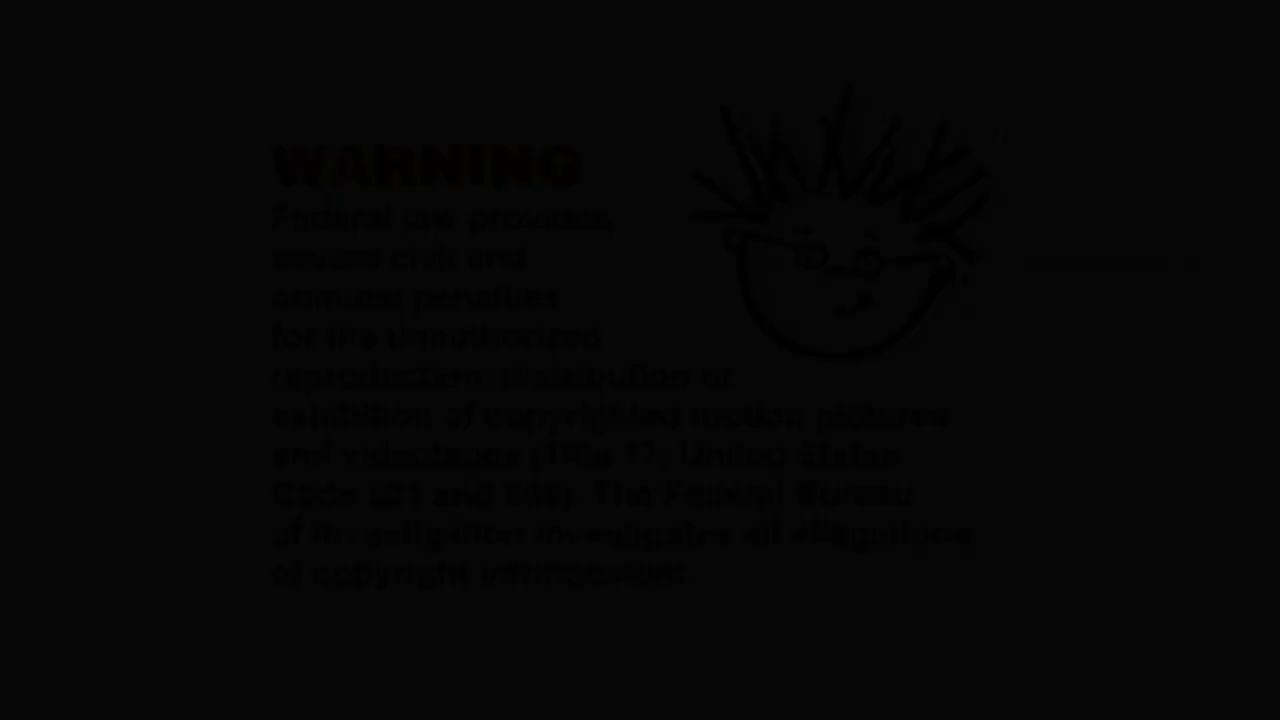 WARNING
Federal law provides
severe civil and
criminal penalties
for the unauthorized
reproduction, distribution or
exhibition of copyrighted motion pictures
and videotapes (Title 17, United States
Code 501 and 506). The Federal Bureau
of Investigation investigates all allegations
of copyright infringement.